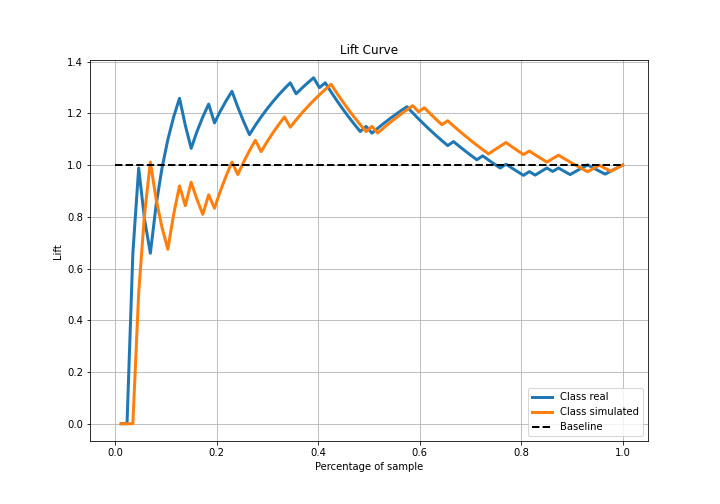 Lift Curve
1.4
1.2
1.0
0.8
0.6
0.4
0.2
0.0
Lift
0.0 0.2 0.4 0.6 0.8 1.0
Percentage of sample
Class real
Class simulated
Baseline